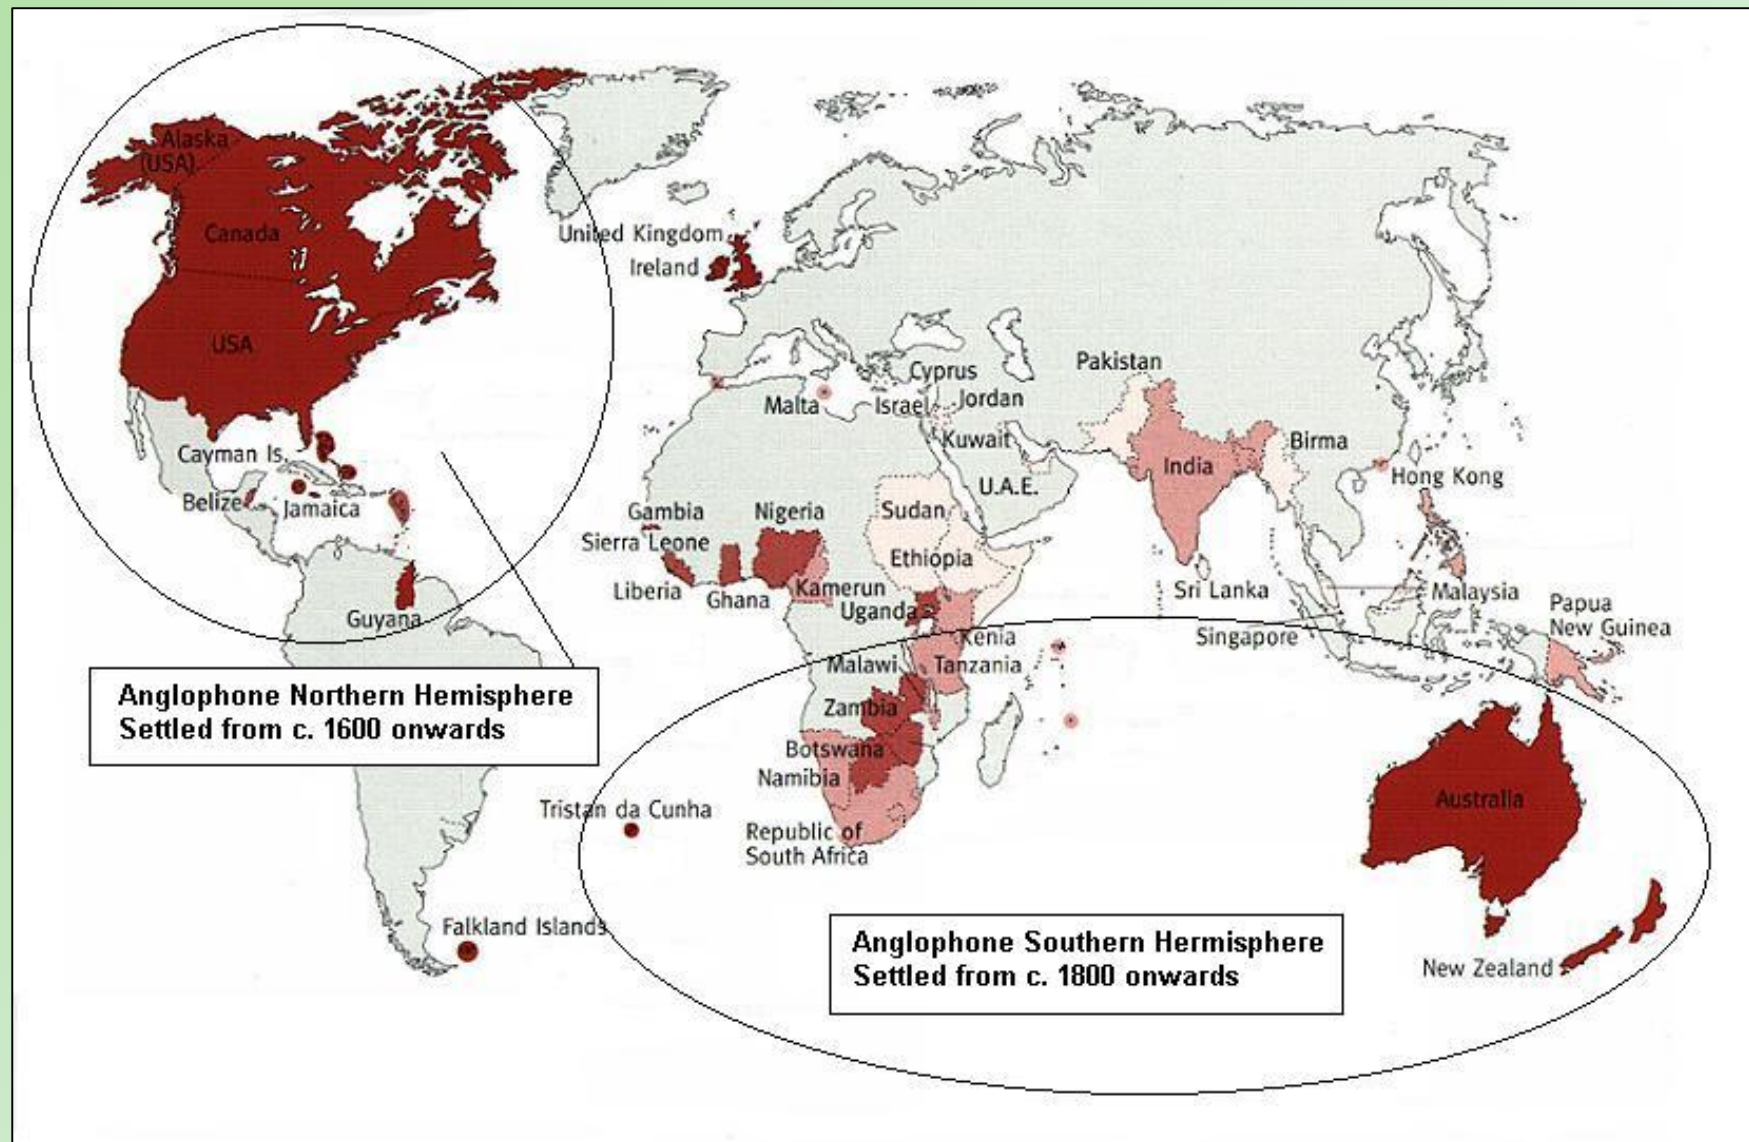 Alaska
(USA)
Canada
USA
United Kingdom
Ireland
Cayman Is.
Belize
Jamaica
Guyana
Malta
Cyprus
Israel
Jordan
Kuwait
U.A.E.
Pakistan
India
Birma
Hong Kong
Gambia
Sierra Leone
Liberia
Ghana
Nigeria
Kamerun
Sudan
Ethiopia
Uganda
Kenia
Malawi
Tanzania
Zambia
Botswana
Namibia
Republic of
South Africa
Sri Lanka
Singapore
Malaysia
Papua
New Guinea
Anglophone Northern Hemisphere
Settled from c. 1600 onwards
Tristan da Cunha
Falkland Islands
Australia
New Zealand
Anglophone Southern Hermisphere
Settled from c. 1800 onwards